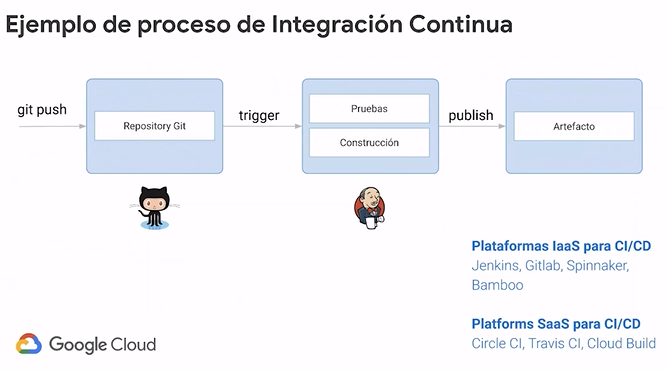 Ejemplo de proceso de Integración Continua
git push
Repository Git
trigger
Pruebas
Construcción
publish
Artefacto
Plataformas IaaS para CI/CD
Jenkins, Gitlab, Spinnaker,
Bamboo
Platforms SaaS para CI/CD
Circle CI, Travis CI, Cloud Build
Google Cloud